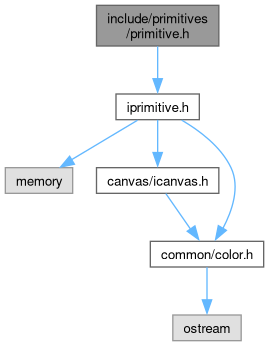 include/primitives
/primitive.h
iprimitive.h
memory
canvas/icanvas.h
common/color.h
ostream